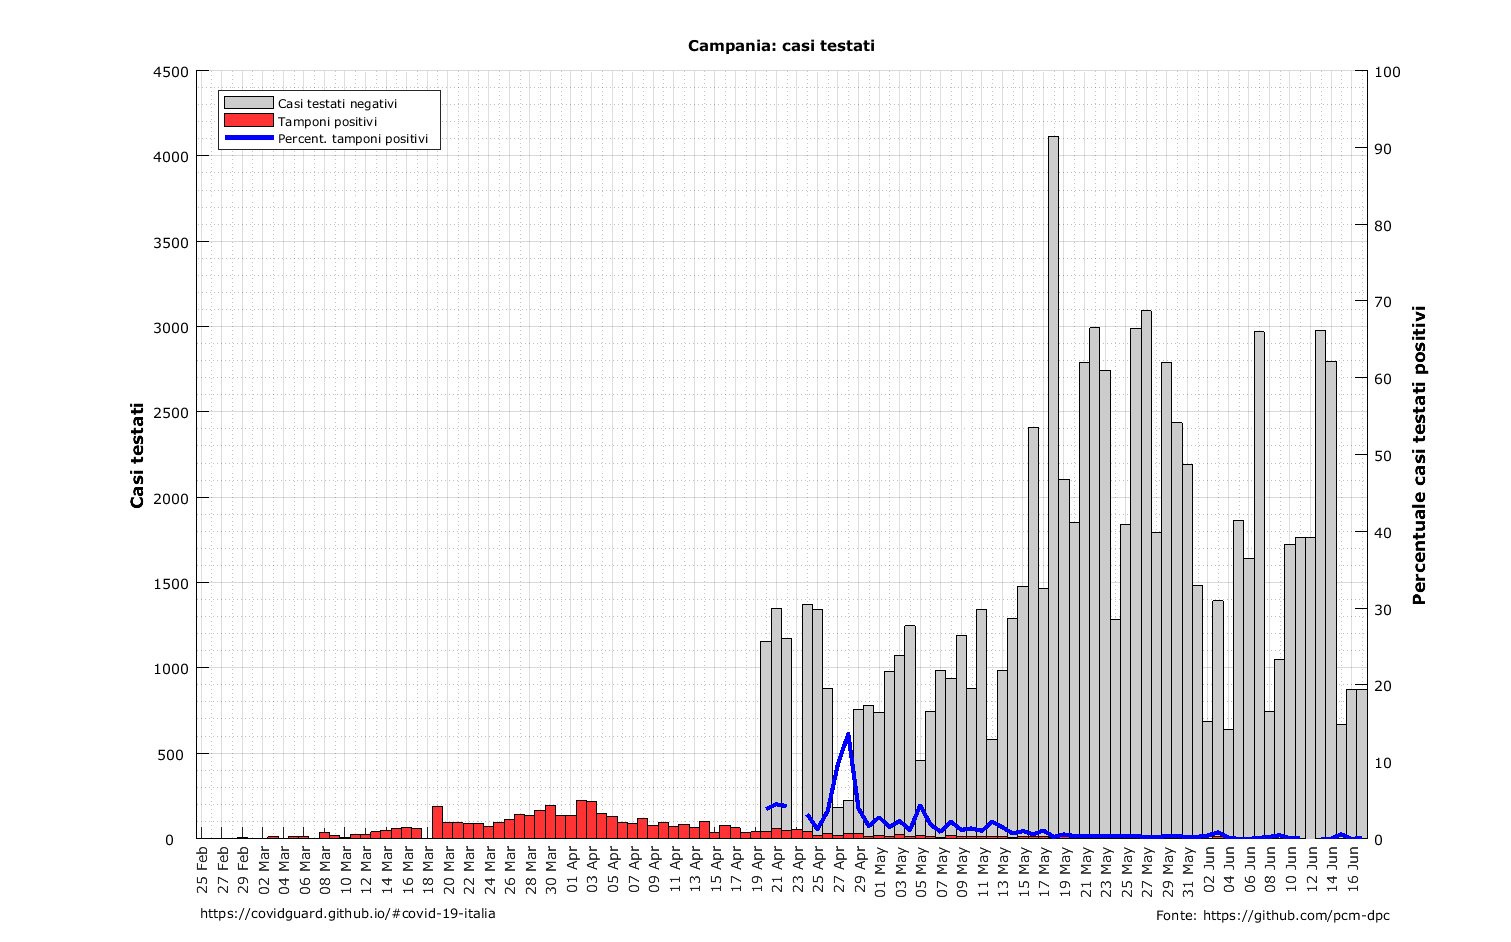 Campania: casi testati
Casi testati negativi
Tamponi positivi
Percent. tamponi positivi
Casi testati
4500
4000
3500
3000
2500
2000
1500
1000
500
0
100
90
80
70
60
50
40
30
20
10
0
Percentuale casi testati positivi
25 Feb
27 Feb
29 Feb
02 Mar
04 Mar
06 Mar
08 Mar
10 Mar
12 Mar
14 Mar
16 Mar
18 Mar
20 Mar
22 Mar
24 Mar
26 Mar
28 Mar
30 Mar
01 Apr
03 Apr
05 Apr
07 Apr
09 Apr
11 Apr
13 Apr
15 Apr
17 Apr
19 Apr
21 Apr
23 Apr
25 Apr
27 Apr
29 Apr
01 May
03 May
05 May
07 May
09 May
11 May
13 May
15 May
17 May
19 May
21 May
23 May
25 May
27 May
29 May
31 May
02 Jun
04 Jun
06 Jun
08 Jun
10 Jun
12 Jun
14 Jun
16 Jun
https://covidguard.github.io/#covid-19-italia
Fonte: https://github.com/pcm-dpc